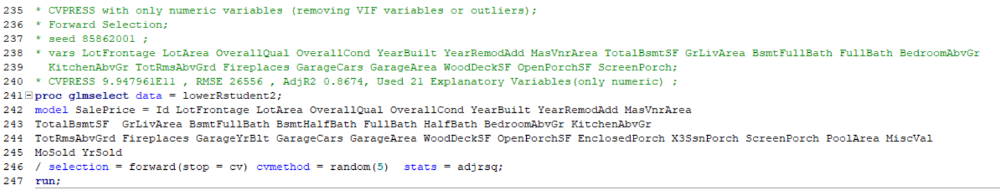 235 * CVPRESS with only numeric variables (removing VIF variables or outliers);
236 * Forward Selection;
237 * seed 85862001 ;
238 * vars LotFrontage LotArea OverallQual OverallCond YearBuilt YearRemodAdd MasVnrArea TotalBsmtSF GrLivArea BsmtFullBath FullBath BedroomAbvGr
239 KitchenAbvGr TotRmsAbvGrd Fireplaces GarageCars GarageArea WoodDeckSF OpenPorchSF ScreenPorch;
240 * CVPRESS 9.947961E11 , RMSE 26556 , AdjR2 0.8674, Used 21 Explanatory Variables(only numeric) ;
241 proc glmselect data = lowerRstudent2;
242 model SalePrice = Id LotFrontage LotArea OverallQual OverallCond YearBuilt YearRemodAdd MasVnrArea
243 TotalBsmtSF  GrLivArea BsmtFullBath BsmtHalfBath FullBath HalfBath BedroomAbvGr KitchenAbvGr
244 TotRmsAbvGrd Fireplaces GarageYrBlt GarageCars GarageArea WoodDeckSF OpenPorchSF EnclosedPorch X3SsnPorch ScreenPorch PoolArea MiscVal
245 MoSold YrSold
246 / selection = forward(stop = cv) cvmethod = random(5)  stats = adjrsq;
247 run;